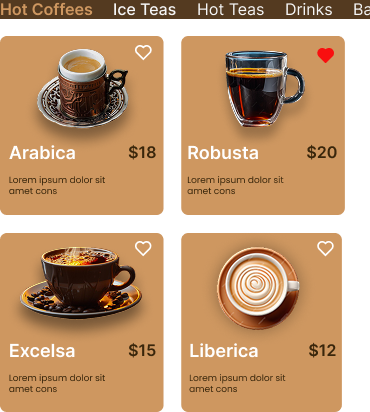 Hot Coffees Ice Teas Hot Teas Drinks
Arabica $18
Lorem ipsum dolor sit
amet cons
Robusta $20
Lorem ipsum dolor sit
amet cons
Excelsa $15
Lorem ipsum dolor sit
amet cons
Liberica $12
Lorem ipsum dolor sit
amet cons